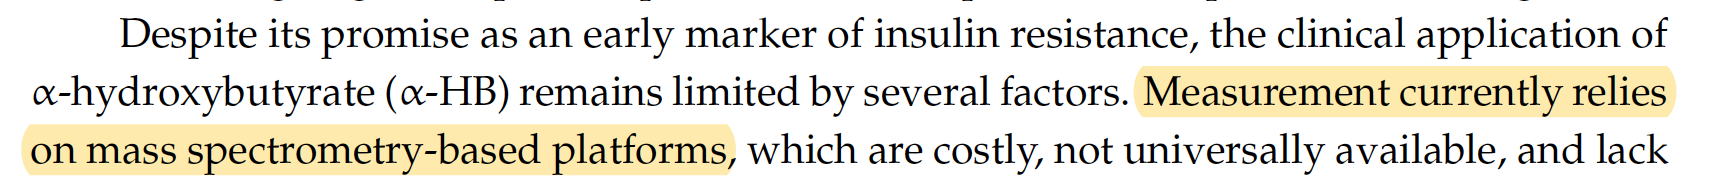 Despite its promise as an early marker of insulin resistance, the clinical application of
α-hydroxybutyrate (α-HB) remains limited by several factors. Measurement currently relies
on mass spectrometry-based platforms, which are costly, not universally available, and lack